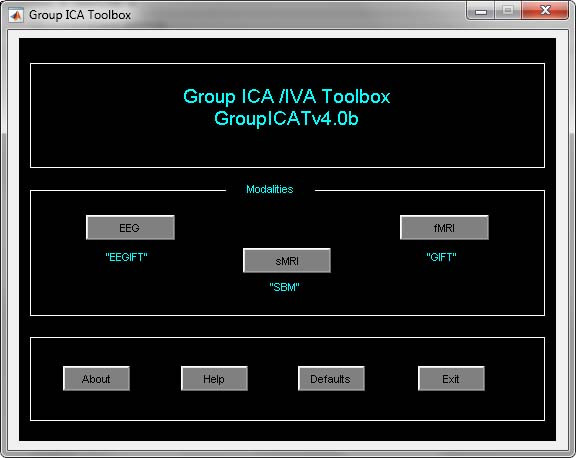 Group ICA Toolbox
Group ICA /IVA Toolbox
GroupICATv4.0b
Modalities
EEG
fMRI
"EEGIFT"
sMRI
"GIFT"
"SBM"
About
Help
Defaults
Exit